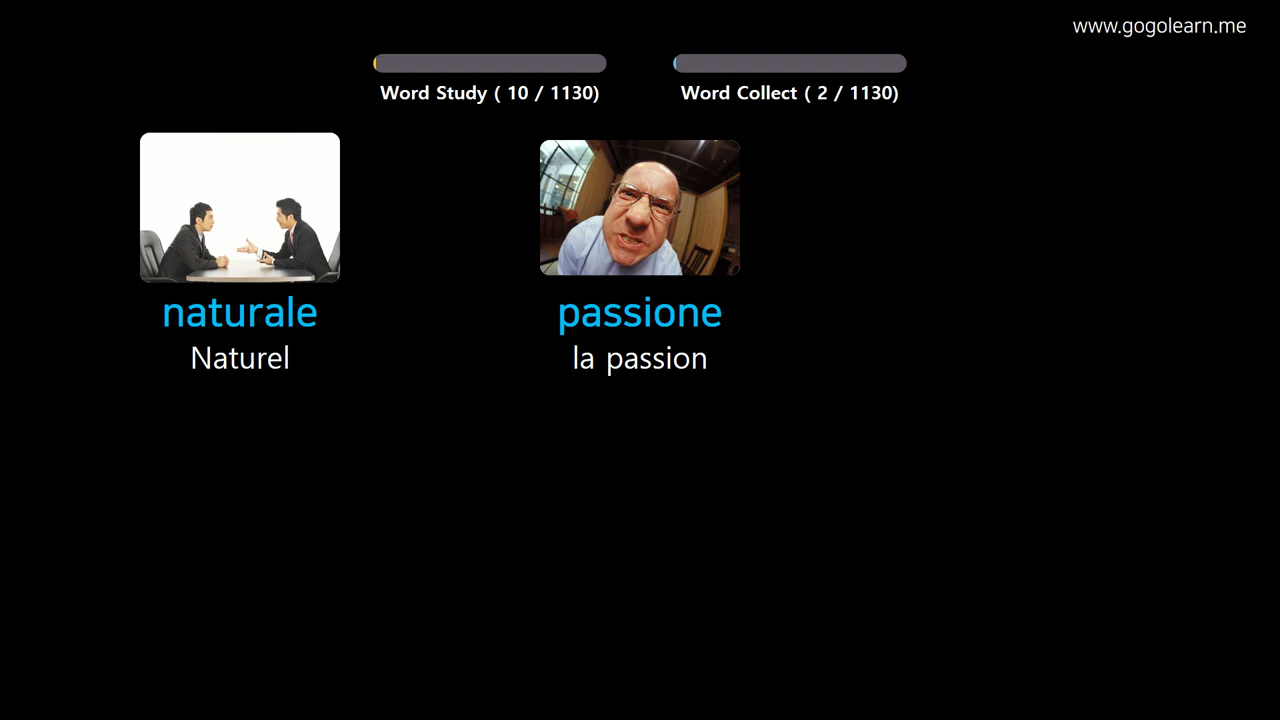 www.gogolearn.me
Word Study ( 10 / 1130)
Word Collect ( 2 / 1130)
naturale
Naturel
passione
la passion